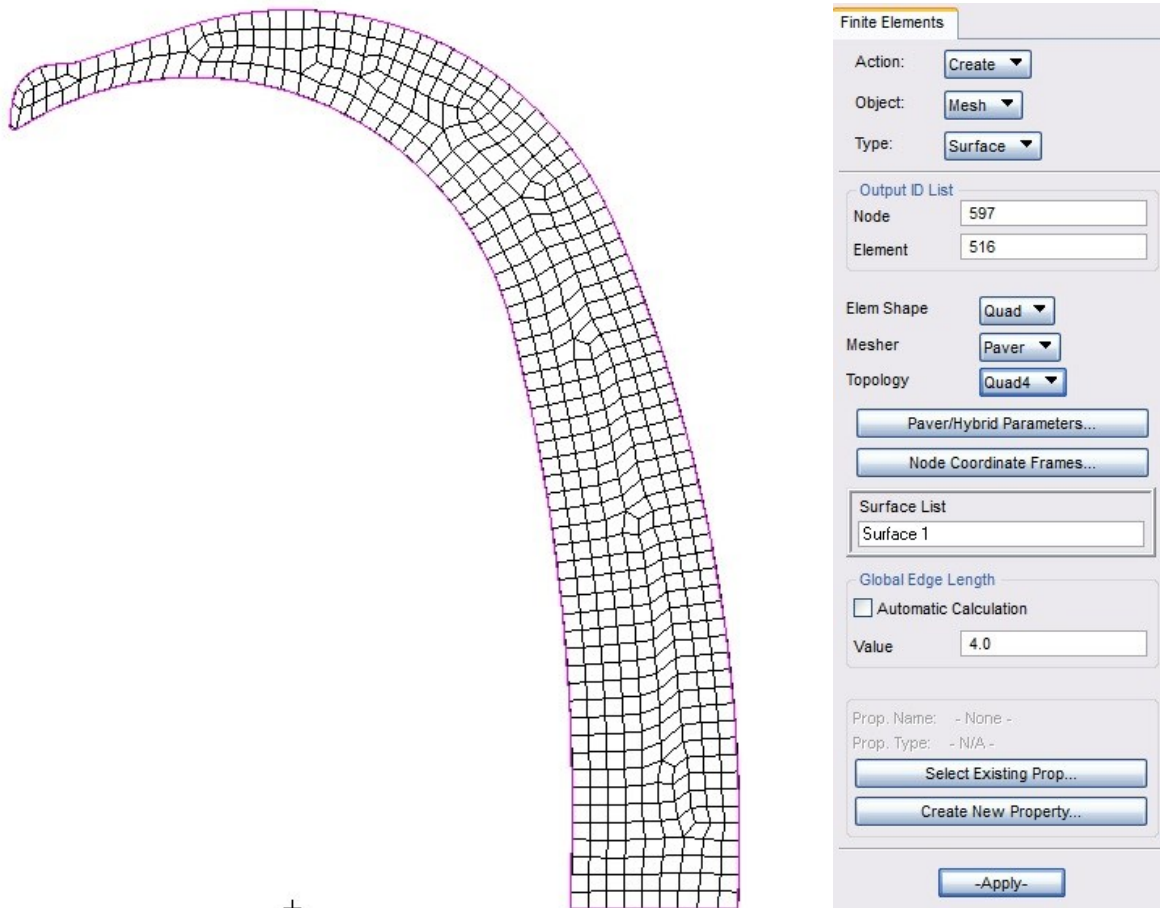 Finite Elements
Action: Create
Object: Mesh
Type: Surface
Output ID List
Node 597
Element 516
Elem Shape Quad
Mesher Paver
Topology Quad4
Paver/Hybrid Parameters...
Node Coordinate Frames...
Surface List
Surface 1
Global Edge Length
Automatic Calculation
Value 4.0
Prop. Name: - None -
Prop. Type: - N/A -
Select Existing Prop...
Create New Property...
-Apply-